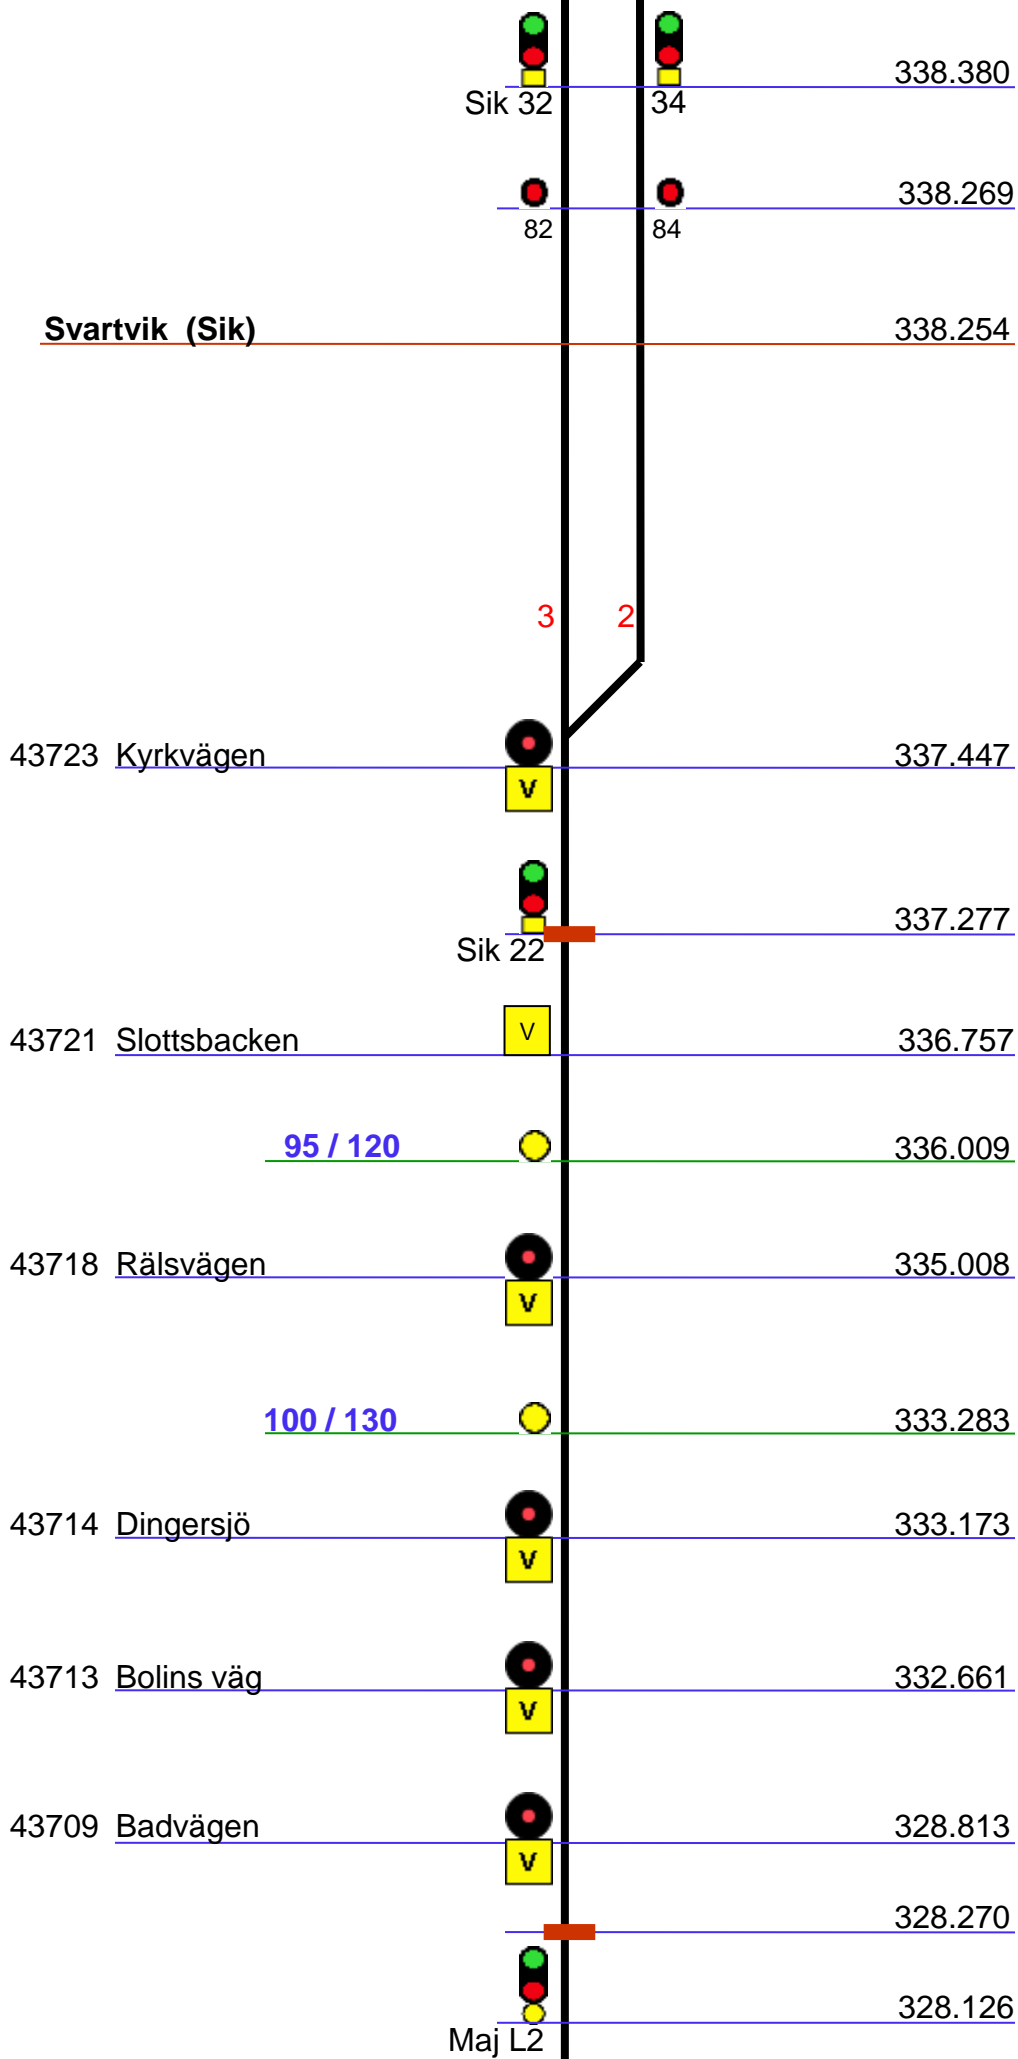 338.380
Sik 32 34
338.269
82 84
Svartvik (Sik) 338.254
3 2
43723 Kyrkvägen 337.447
V
337.277
Sik 22
43721 Slottsbacken V 336.757
95 / 120 336.009
43718 Rälsvägen 335.008
V
100 / 130 333.283
43714 Dingersjö 333.173
V
43713 Bolins väg 332.661
V
43709 Badvägen 328.813
V
328.270
328.126
Maj L2